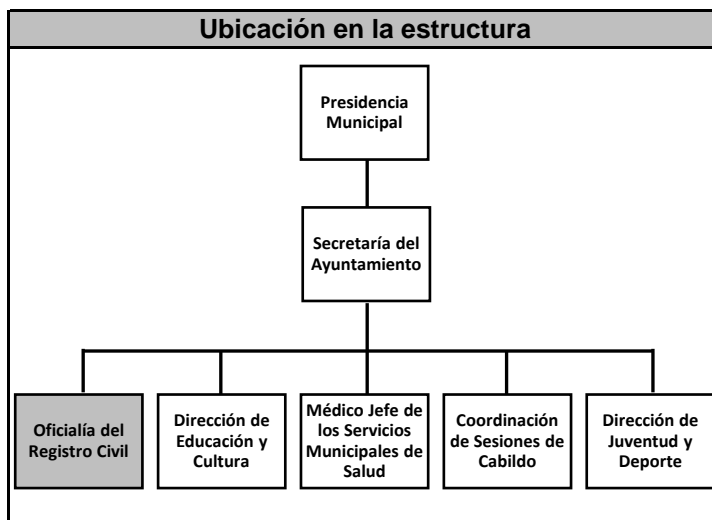 Ubicación en la estructura
Presidencia
Municipal
Secretaría del
Ayuntamiento
Oficialía del
Registro Civil
Dirección de
Educación y
Cultura
Médico Jefe de
los Servicios
Municipales de
Salud
Coordinación
de Sesiones de
Cabildo
Dirección de
Juventud y
Deporte